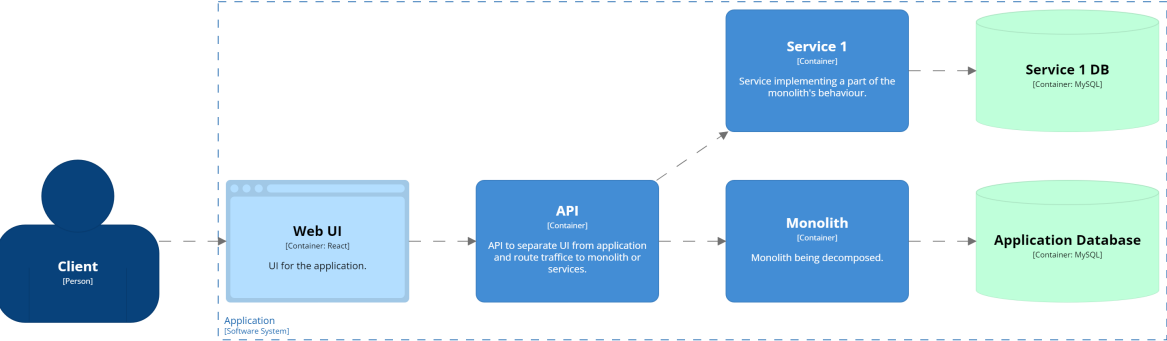 Service 1
[Container]
Service implementing a part of the
monolith's behaviour.
Service 1 DB
[Container: MySQL]
Client
[Person]
Web UI
[Container: React]
UI for the application.
API
[Container]
API to separate UI from application
and route traffice to monolith or
services.
Monolith
[Container]
Monolith being decomposed.
Application Database
[Container: MySQL]
Application
[Software System]